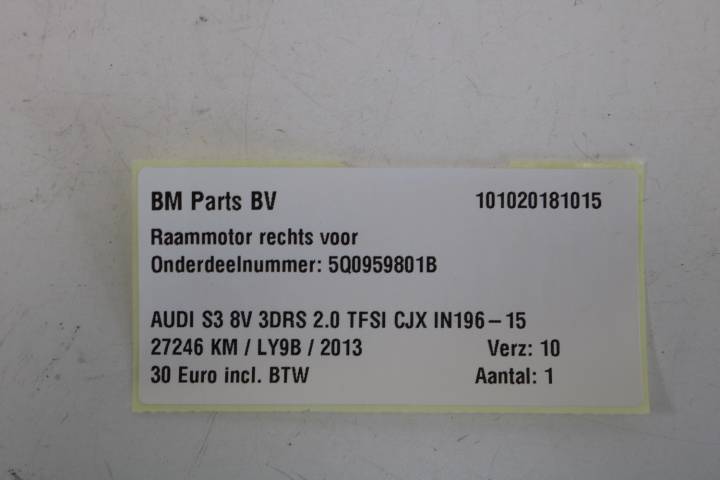 BM Parts BV 101020181015
Raammotor rechts voor
Onderdeelnummer: 5Q0959801B
AUDI S3 8V 3DRS 2.0 TFSI CJX IN196-15
27246 KM / LY9B / 2013 Verz: 10
30 Euro incl. BTW Aantal: 1